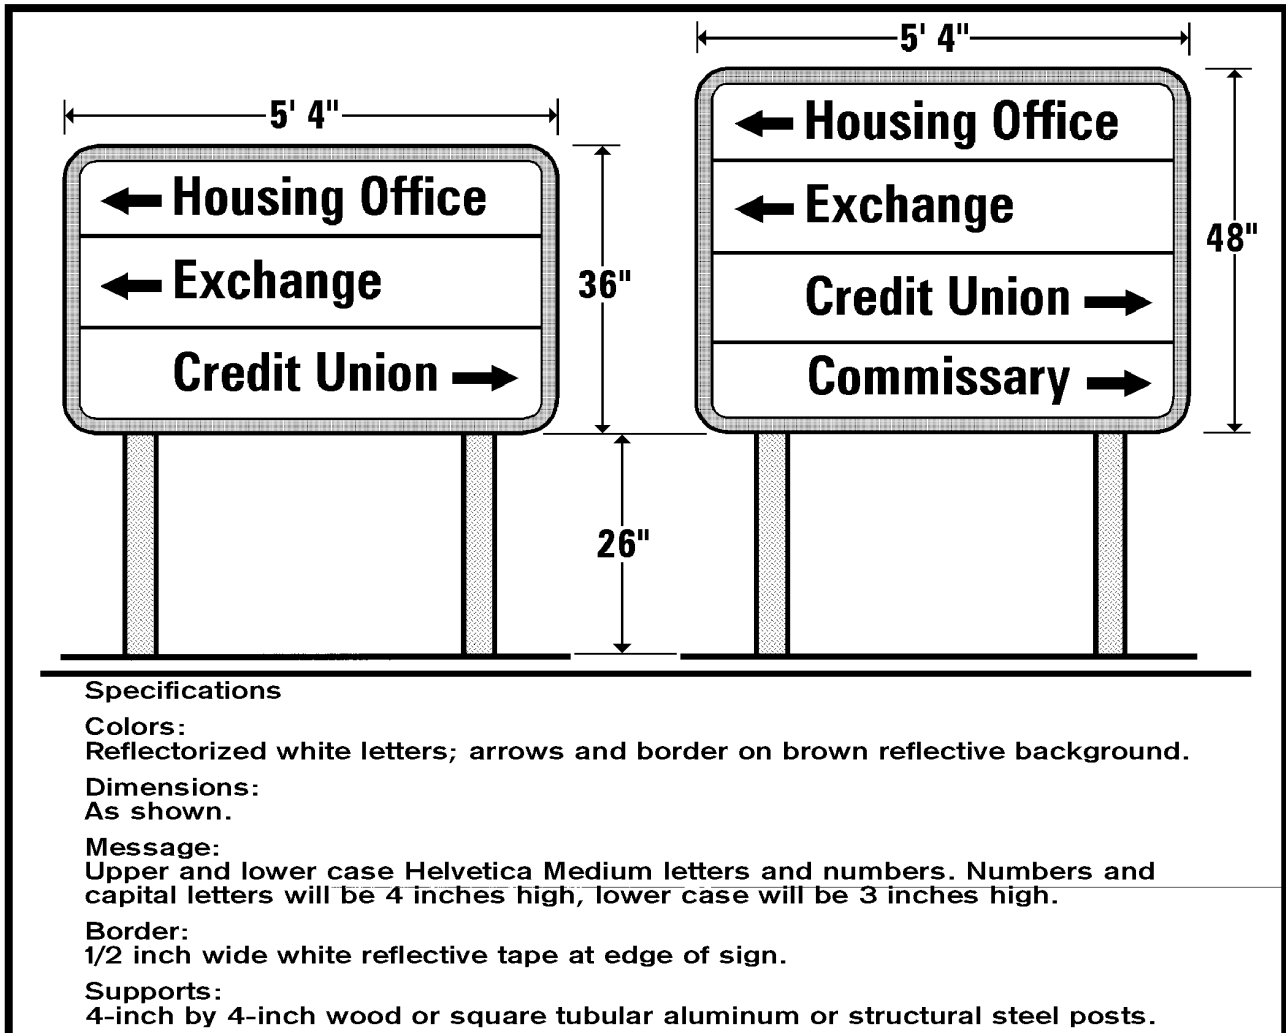 5' 4"
Housing Office
Exchange
Credit Union
36"
26"
5' 4"
Housing Office
Exchange
Credit Union
Commissary
48"
Specifications
Colors:
Reflectorized white letters; arrows and border on brown reflective background.
Dimensions:
As shown.
Message:
Upper and lower case Helvetica Medium letters and numbers. Numbers and
capital letters will be 4 inches high, lower case will be 3 inches high.
Border:
1/2 inch wide white reflective tape at edge of sign.
Supports:
4-inch by 4-inch wood or square tubular aluminum or structural steel posts.